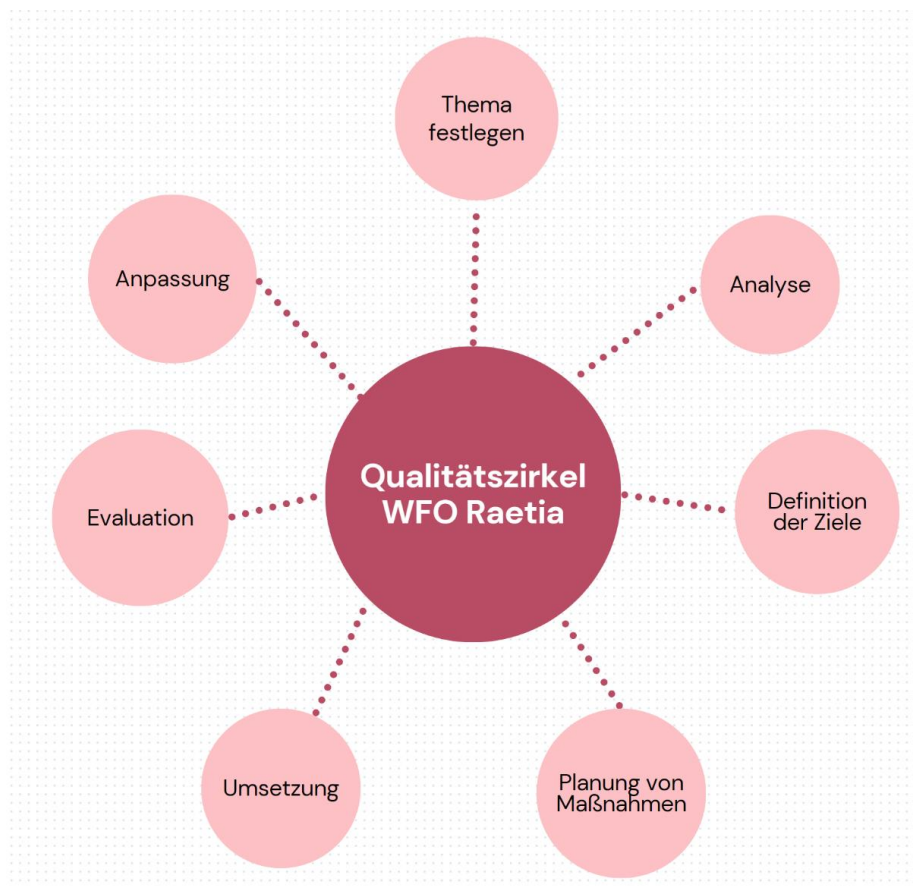 Thema
festlegen
Analyse
Definition
der Ziele
Planung von
Maßnahmen
Umsetzung
Evaluation
Anpassung
Qualitätszirkel
WFO Raetia